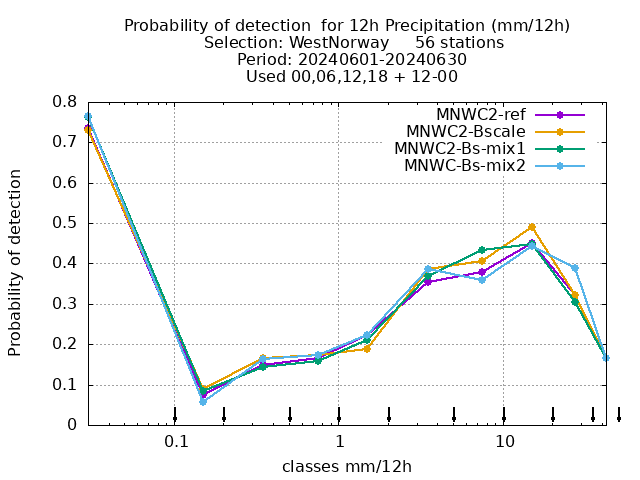 Probability of detection  for 12h Precipitation (mm/12h)
Selection: WestNorway     56 stations
Period: 20240601-20240630
Used 00,06,12,18 + 12-00
MNWC2-ref
MNWC2-Bscale
MNWC2-Bs-mix1
MNWC-Bs-mix2
Probability of detection
0.8
0.7
0.6
0.5
0.4
0.3
0.2
0.1
0
0.1
1
10
classes mm/12h